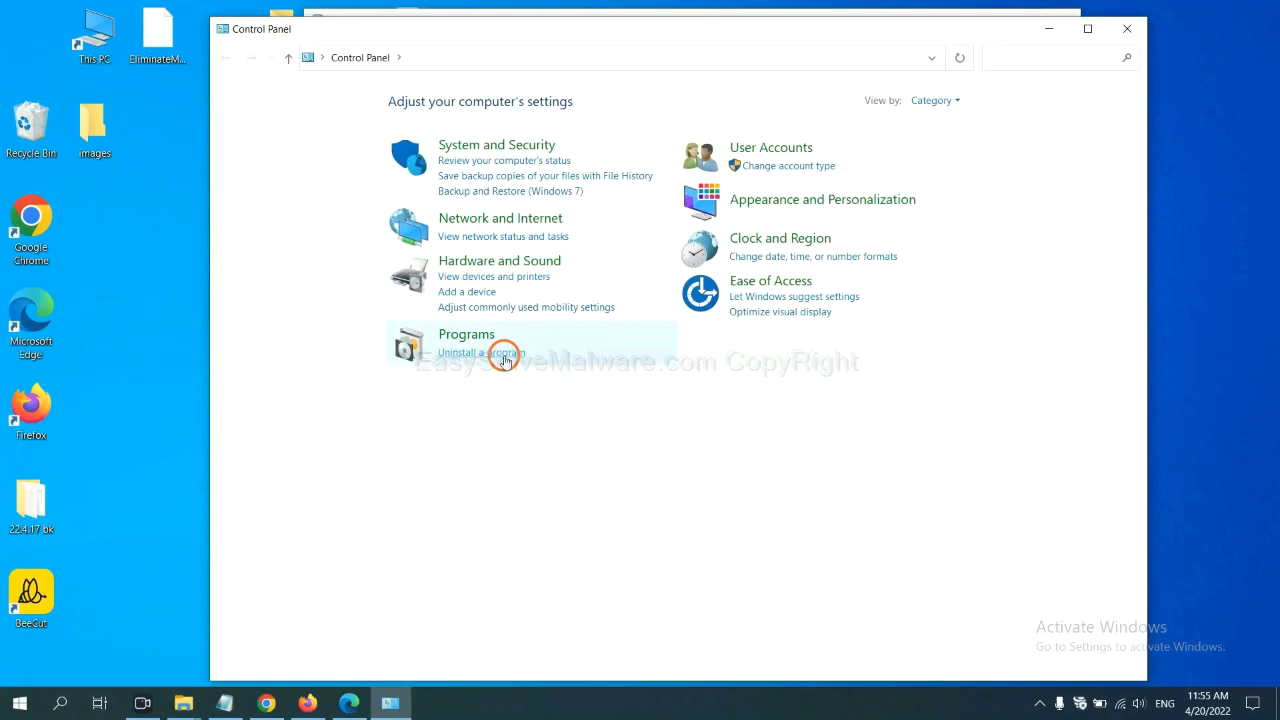 Control Panel
Control Panel
Adjust your computer's settings
View by: Category
System and Security
Review your computer's status
Save backup copies of your files with File History
Backup and Restore (Windows 7)
Network and Internet
View network status and tasks
Hardware and Sound
View devices and printers
Add a device
Adjust commonly used mobility settings
Programs
Uninstall a program
User Accounts
Change account type
Appearance and Personalization
Clock and Region
Change date, time, or number formats
Ease of Access
Let Windows suggest settings
Optimize visual display
EasySolveMalware.com CopyRight
This PC
EliminateM...
Recycle Bin
images
Google
Chrome
Microsoft
Edge
Firefox
22.4.17 bk
BeeCut
Activate Windows
Go to Settings to activate Windows.
ENG
11:55 AM
4/20/2022